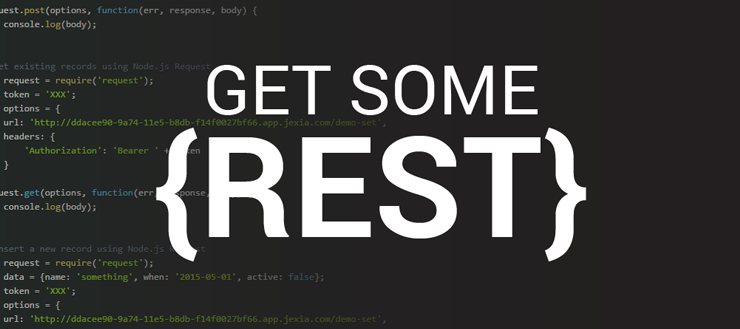 uest.post(options, function(err, response, body) {
console.log(body);
et existing records using Node.js Request
request = require('request');
token = 'XXX';
options = {
url: 'http://ddacee90-9a74-11e5-b8db-f14f0027bf66.app.jexia.com/demo-set',
headers: {
'Authorization': 'Bearer ' + token
}
uest.get(options, function(err, response,
console.log(body);
GET SOME
{REST}
nsert a new record using Node.js Request
request = require('request');
data = {name: 'something', when: '2015-05-01', active: false};
token = 'XXX';
options = {
url: 'http://ddacee90-9a74-11e5-b8db-f14f0027bf66.app.jexia.com/demo-set',